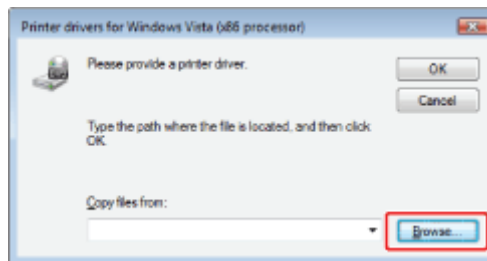 Printer drivers for Windows Vista (x86 processor)
Please provide a printer driver.
OK
Cancel
Type the path where the file is located, and then click
OK.
Copy files from:
Browse...